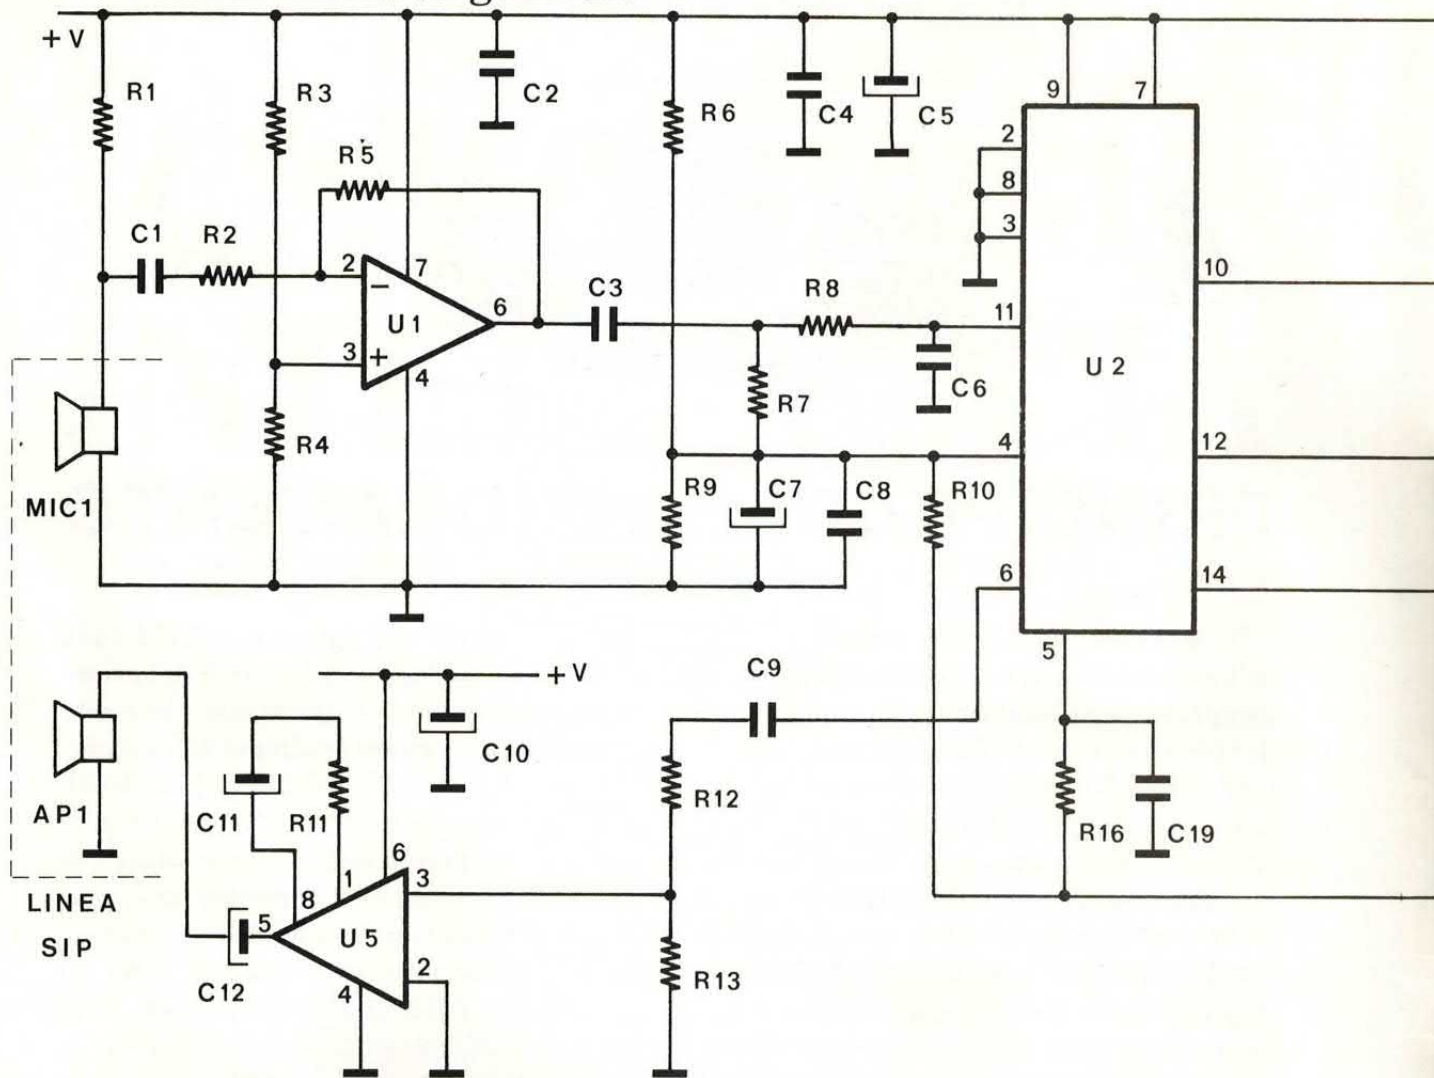 +V
R1
R3
C2
R6
C4
C5
9
7
2
8
3
R5
C1
R2
2
7
−
U1
6
3
+
4
C3
R8
11
10
U2
C6
R7
R4
MIC1
R9
C7
C8
R10
4
12
6
14
5
+V
C9
C10
C11
R11
AP1
R12
R16
C19
6
1
3
8
5
U5
LINEA
SIP
C12
4
2
R13